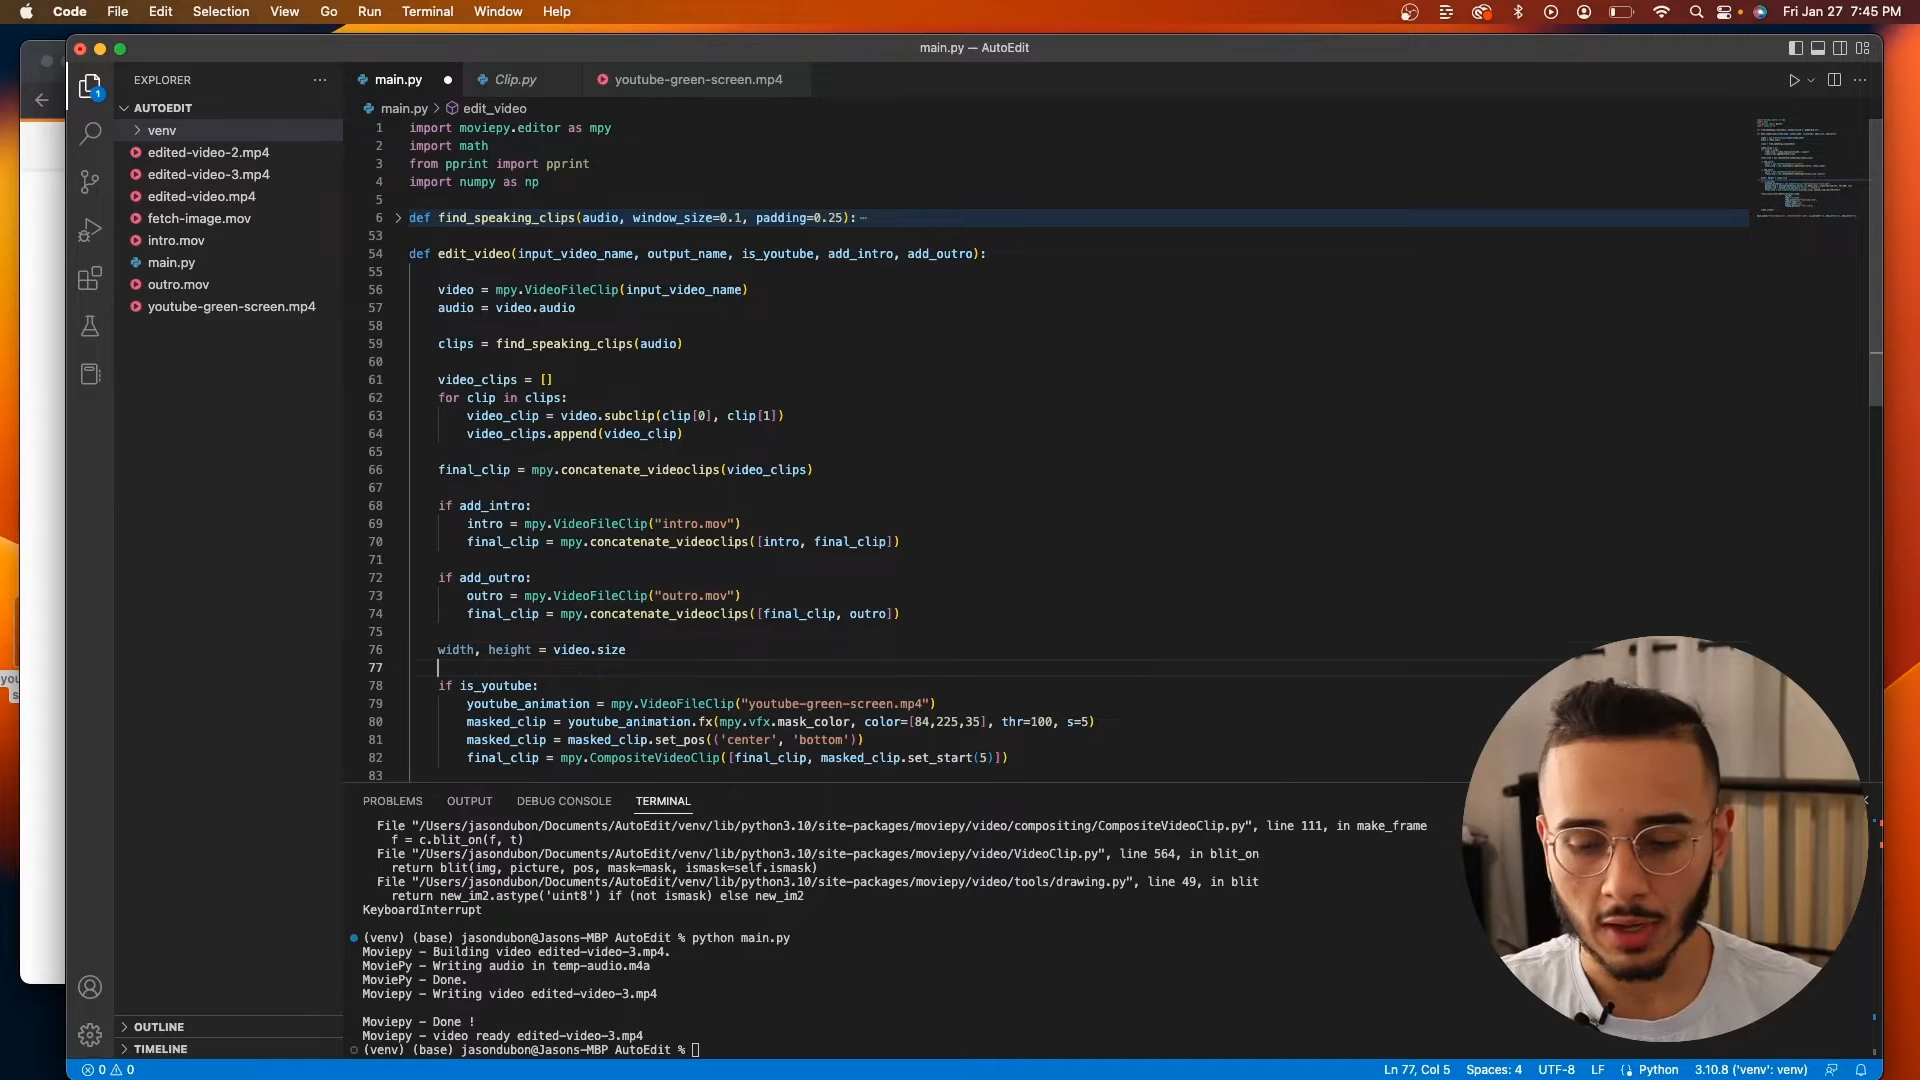 Code File Edit Selection View Go Run Terminal Window Help
Fri Jan 27 7:45 PM
main.py — AutoEdit
EXPLORER
AUTOEDIT
venv
edited-video-2.mp4
edited-video-3.mp4
edited-video.mp4
fetch-image.mov
intro.mov
main.py
outro.mov
youtube-green-screen.mp4
OUTLINE
TIMELINE
1
main.py Clip.py youtube-green-screen.mp4
main.py > edit_video
1 import moviepy.editor as mpy
2 import math
3 from pprint import pprint
4 import numpy as np
5
6 def find_speaking_clips(audio, window_size=0.1, padding=0.25):
53
54 def edit_video(input_video_name, output_name, is_youtube, add_intro, add_outro):
55
56 video = mpy.VideoFileClip(input_video_name)
57 audio = video.audio
58
59 clips = find_speaking_clips(audio)
60
61 video_clips = []
62 for clip in clips:
63 video_clip = video.subclip(clip[0], clip[1])
64 video_clips.append(video_clip)
65
66 final_clip = mpy.concatenate_videoclips(video_clips)
67
68 if add_intro:
69 intro = mpy.VideoFileClip("intro.mov")
70 final_clip = mpy.concatenate_videoclips([intro, final_clip])
71
72 if add_outro:
73 outro = mpy.VideoFileClip("outro.mov")
74 final_clip = mpy.concatenate_videoclips([final_clip, outro])
75
76 width, height = video.size
77
78 if is_youtube:
79 youtube_animation = mpy.VideoFileClip("youtube-green-screen.mp4")
80 masked_clip = youtube_animation.fx(mpy.vfx.mask_color, color=[84,225,35], thr=100, s=5)
81 masked_clip = masked_clip.set_pos(('center', 'bottom'))
82 final_clip = mpy.CompositeVideoClip([final_clip, masked_clip.set_start(5)])
83
PROBLEMS OUTPUT DEBUG CONSOLE TERMINAL
File "/Users/jasondubon/Documents/AutoEdit/venv/lib/python3.10/site-packages/moviepy/video/compositing/CompositeVideoClip.py", line 111, in make_frame
f = c.blit_on(f, t)
File "/Users/jasondubon/Documents/AutoEdit/venv/lib/python3.10/site-packages/moviepy/video/VideoClip.py", line 564, in blit_on
return blit(img, picture, pos, mask=mask, ismask=self.ismask)
File "/Users/jasondubon/Documents/AutoEdit/venv/lib/python3.10/site-packages/moviepy/video/tools/drawing.py", line 49, in blit
return new_im2.astype('uint8') if (not ismask) else new_im2
KeyboardInterrupt
(venv) (base) jasondubon@Jasons-MBP AutoEdit % python main.py
Moviepy - Building video edited-video-3.mp4.
MoviePy - Writing audio in temp-audio.m4a
MoviePy - Done.
Moviepy - Writing video edited-video-3.mp4
Moviepy - Done !
Moviepy - video ready edited-video-3.mp4
(venv) (base) jasondubon@Jasons-MBP AutoEdit %
0 0
Ln 77, Col 5 Spaces: 4 UTF-8 LF Python 3.10.8 ('venv': venv)